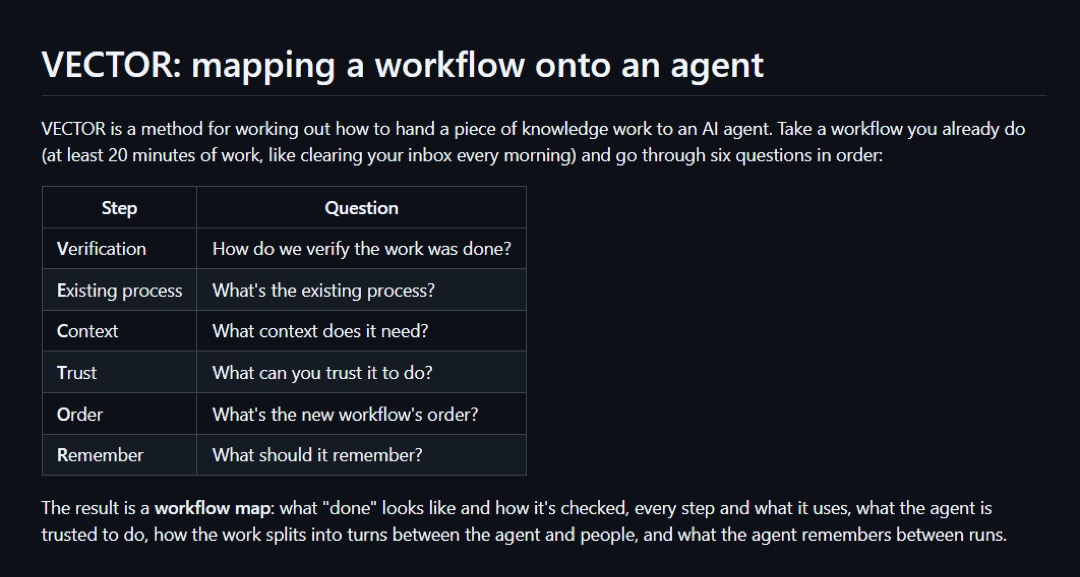 VECTOR: mapping a workflow onto an agent
VECTOR is a method for working out how to hand a piece of knowledge work to an AI agent. Take a workflow you already do
(at least 20 minutes of work, like clearing your inbox every morning) and go through six questions in order:
Step Question
Verification How do we verify the work was done?
Existing process What's the existing process?
Context What context does it need?
Trust What can you trust it to do?
Order What's the new workflow's order?
Remember What should it remember?
The result is a workflow map: what "done" looks like and how it's checked, every step and what it uses, what the agent is
trusted to do, how the work splits into turns between the agent and people, and what the agent remembers between runs.